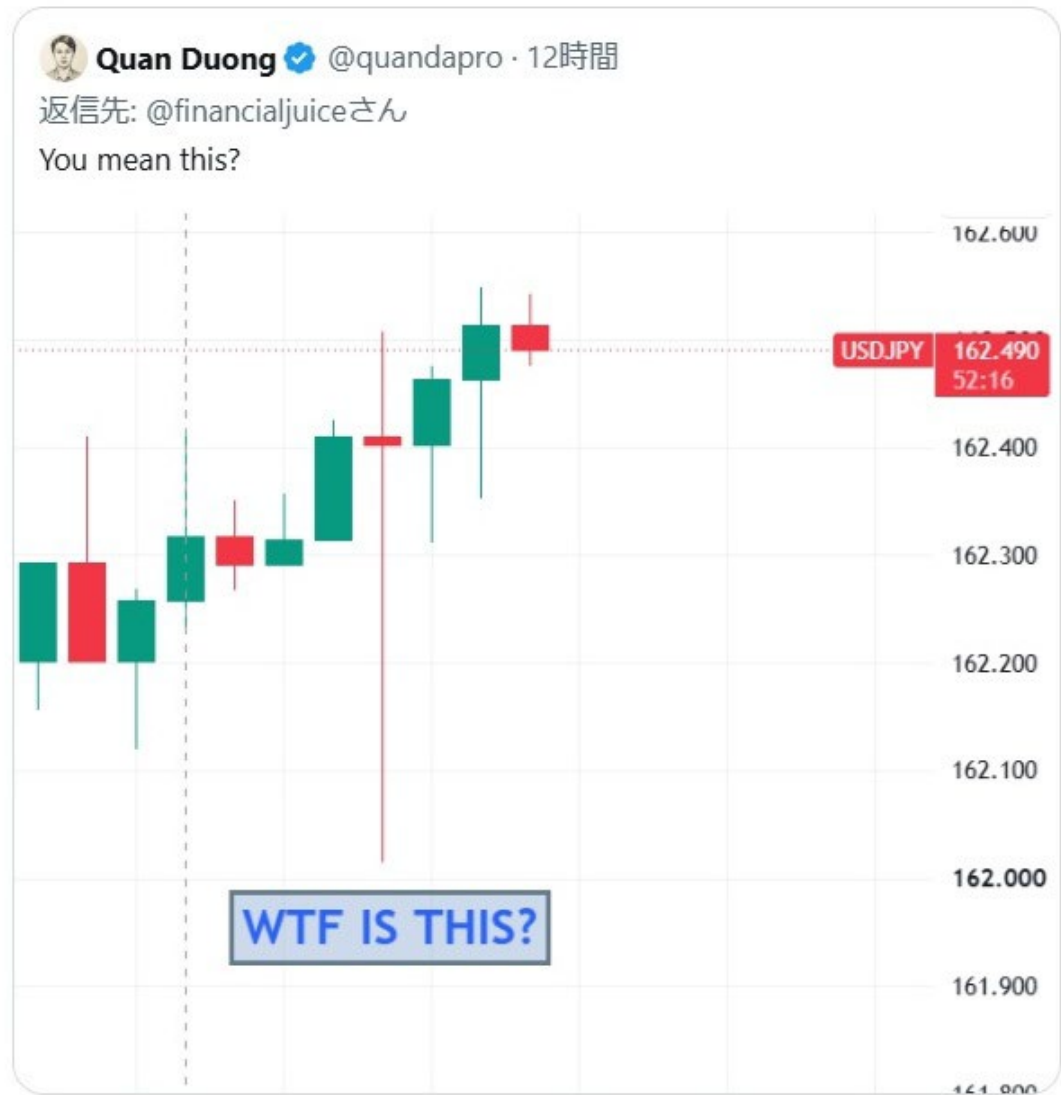 Quan Duong @quandapro · 12時間
返信先: @financialjuiceさん
You mean this?
162.600
USDJPY 162.490
52:16
162.400
162.300
162.200
162.100
162.000
WTF IS THIS?
161.900